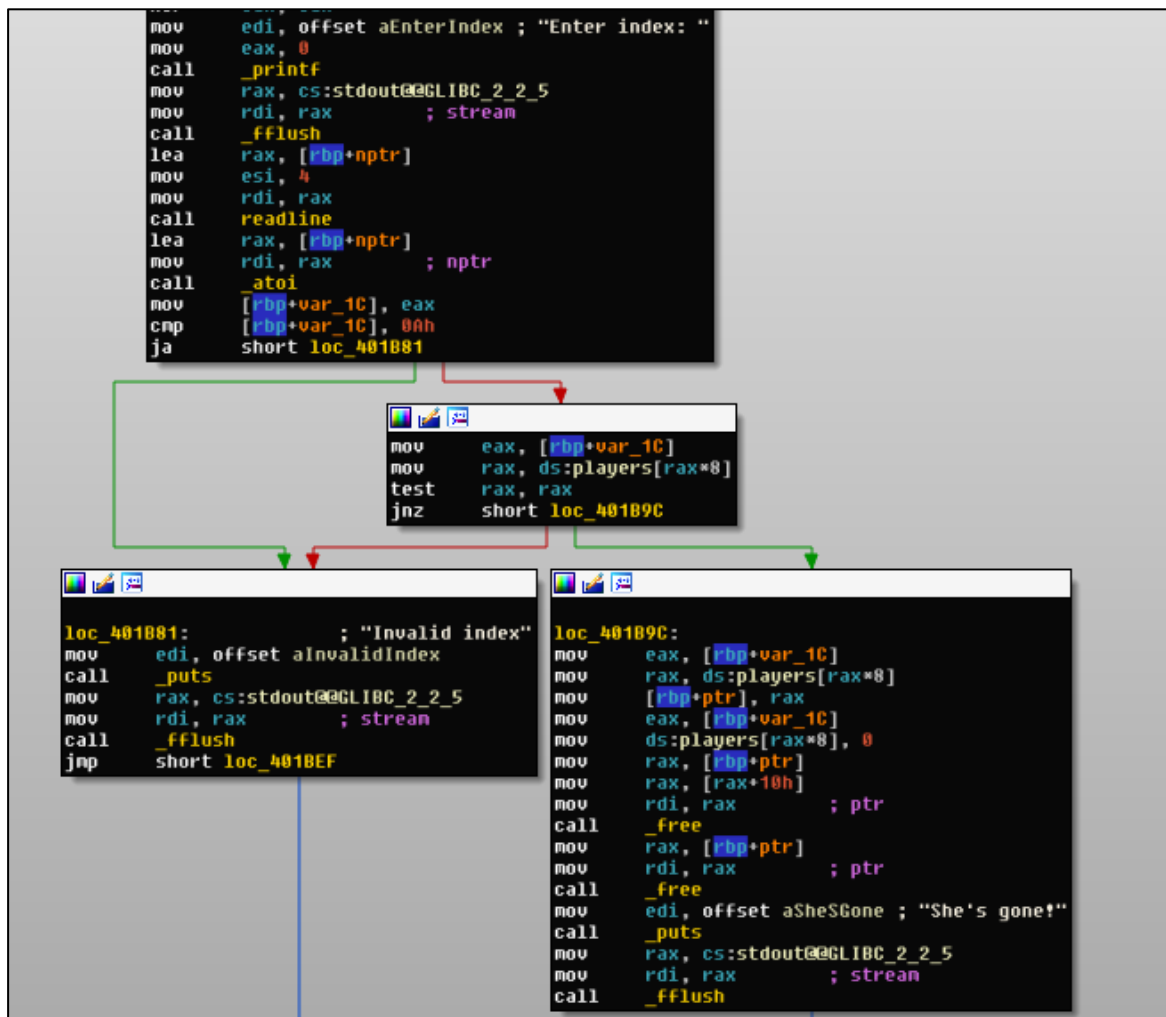 mov edi, offset aEnterIndex ; "Enter index: "
mov eax, 0
call _printf
mov rax, cs:stdout@@GLIBC_2_2_5
mov rdi, rax ; stream
call _fflush
lea rax, [rbp+nptr]
mov esi, 4
mov rdi, rax
call readline
lea rax, [rbp+nptr]
mov rdi, rax ; nptr
call _atoi
mov [rbp+var_1C], eax
cmp [rbp+var_1C], 0Ah
ja short loc_401B81
mov eax, [rbp+var_1C]
mov rax, ds:players[rax*8]
test rax, rax
jnz short loc_401B9C
loc_401B81: ; "Invalid index"
mov edi, offset aInvalidIndex
call _puts
mov rax, cs:stdout@@GLIBC_2_2_5
mov rdi, rax ; stream
call _fflush
jmp short loc_401BEF
loc_401B9C:
mov eax, [rbp+var_1C]
mov rax, ds:players[rax*8]
mov [rbp+ptr], rax
mov eax, [rbp+var_1C]
mov ds:players[rax*8], 0
mov rax, [rbp+ptr]
mov rax, [rax+10h]
mov rdi, rax ; ptr
call _free
mov rax, [rbp+ptr]
mov rdi, rax ; ptr
call _free
mov edi, offset aSheSGone ; "She's gone!"
call _puts
mov rax, cs:stdout@@GLIBC_2_2_5
mov rdi, rax ; stream
call _fflush